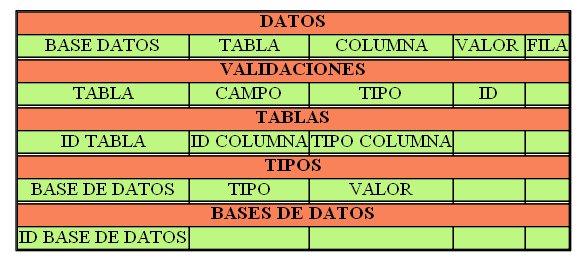 DATOS
BASE DATOS TABLA COLUMNA VALOR FILA
VALIDACIONES
TABLA CAMPO TIPO ID
TABLAS
ID TABLA ID COLUMNA TIPO COLUMNA
TIPOS
BASE DE DATOS TIPO VALOR
BASES DE DATOS
ID BASE DE DATOS